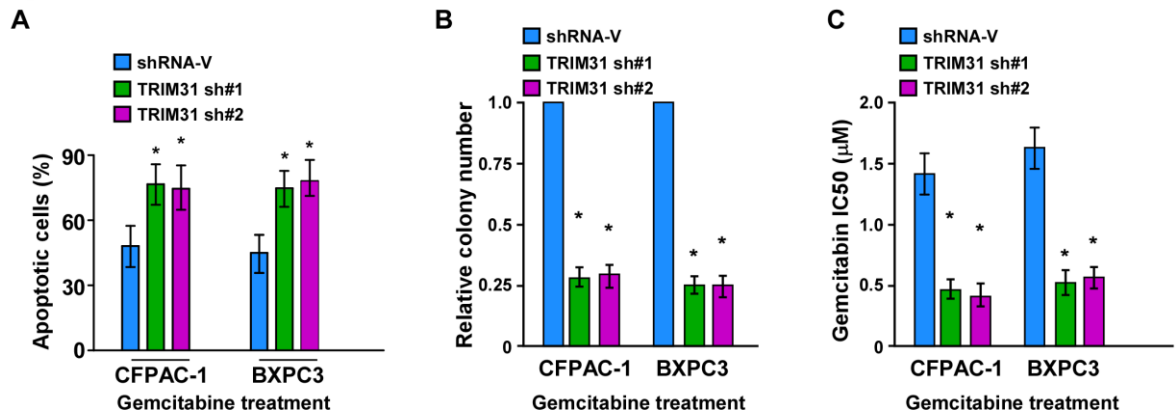 A
shRNA-V
TRIM31 sh#1
TRIM31 sh#2
Apoptotic cells (%)
90
60
30
0
* * * *
CFPAC-1 BXPC3
Gemcitabine treatment
B
shRNA-V
TRIM31 sh#1
TRIM31 sh#2
Relative colony number
1.0
0.75
0.5
0.25
0
* * * *
CFPAC-1 BXPC3
Gemcitabine treatment
C
shRNA-V
TRIM31 sh#1
TRIM31 sh#2
Gemcitabin IC50 (μM)
2.0
1.5
1.0
0.5
0
* * * *
CFPAC-1 BXPC3
Gemcitabine treatment